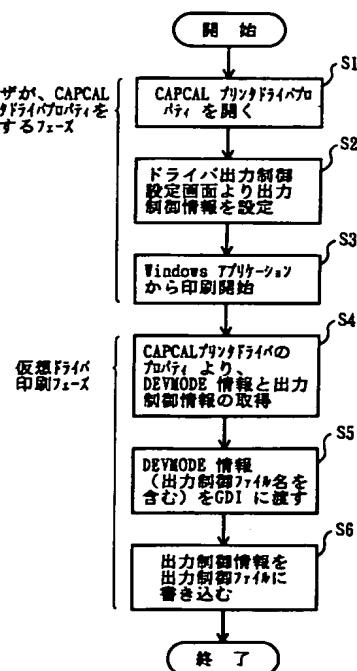 開 始
S1
CAPCAL プリンタドライバプロ
パティ を開く
ザが、CAPCAL
タドライバプロパティを
するフェーズ
S2
ドライバ出力制御
設定画面より出力
制御情報を設定
S3
Windows アプリケーション
から印刷開始
S4
CAPCALプリンタドライバの
プロパティ より、
DEVMODE 情報と出力
制御情報の取得
仮想ドライバ
印刷フェーズ
S5
DEVMODE 情報
(出力制御ファイル名を
含む) をGDI に渡す
S6
出力制御情報を
出力制御ファイルに
書き込む
終 了